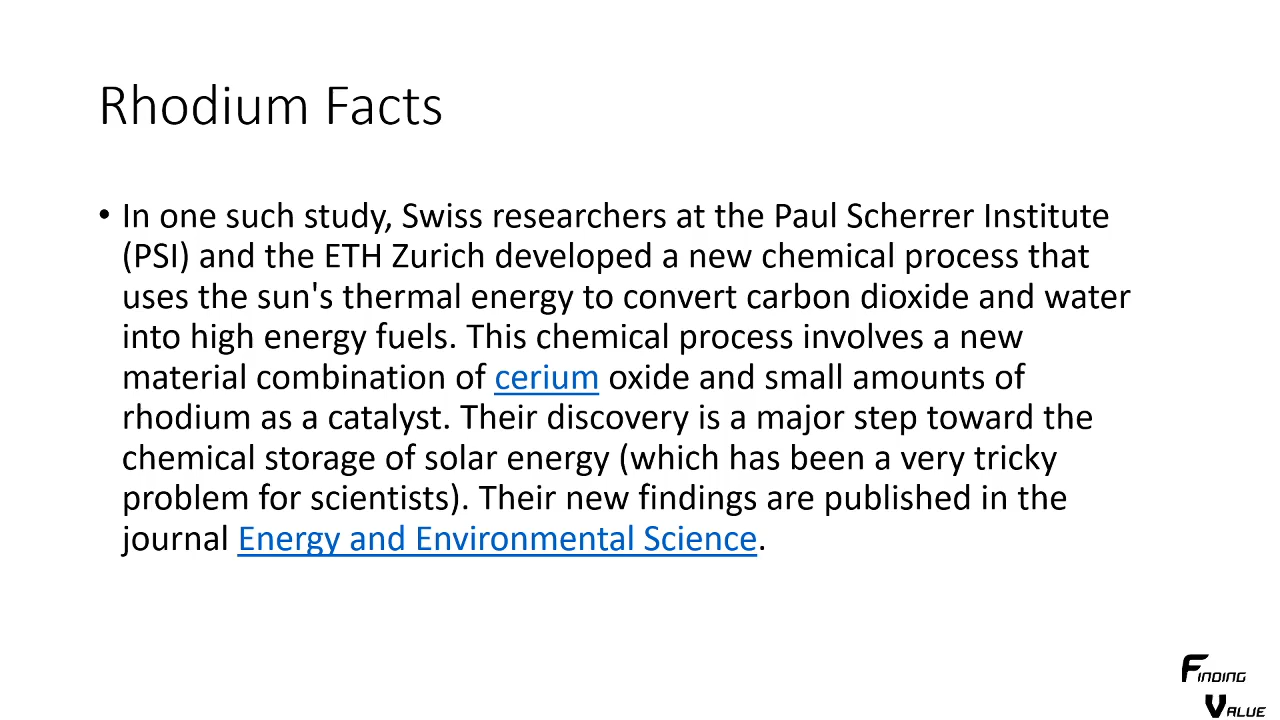 Rhodium Facts
• In one such study, Swiss researchers at the Paul Scherrer Institute
(PSI) and the ETH Zurich developed a new chemical process that
uses the sun's thermal energy to convert carbon dioxide and water
into high energy fuels. This chemical process involves a new
material combination of cerium oxide and small amounts of
rhodium as a catalyst. Their discovery is a major step toward the
chemical storage of solar energy (which has been a very tricky
problem for scientists). Their new findings are published in the
journal Energy and Environmental Science.
Finding
Value